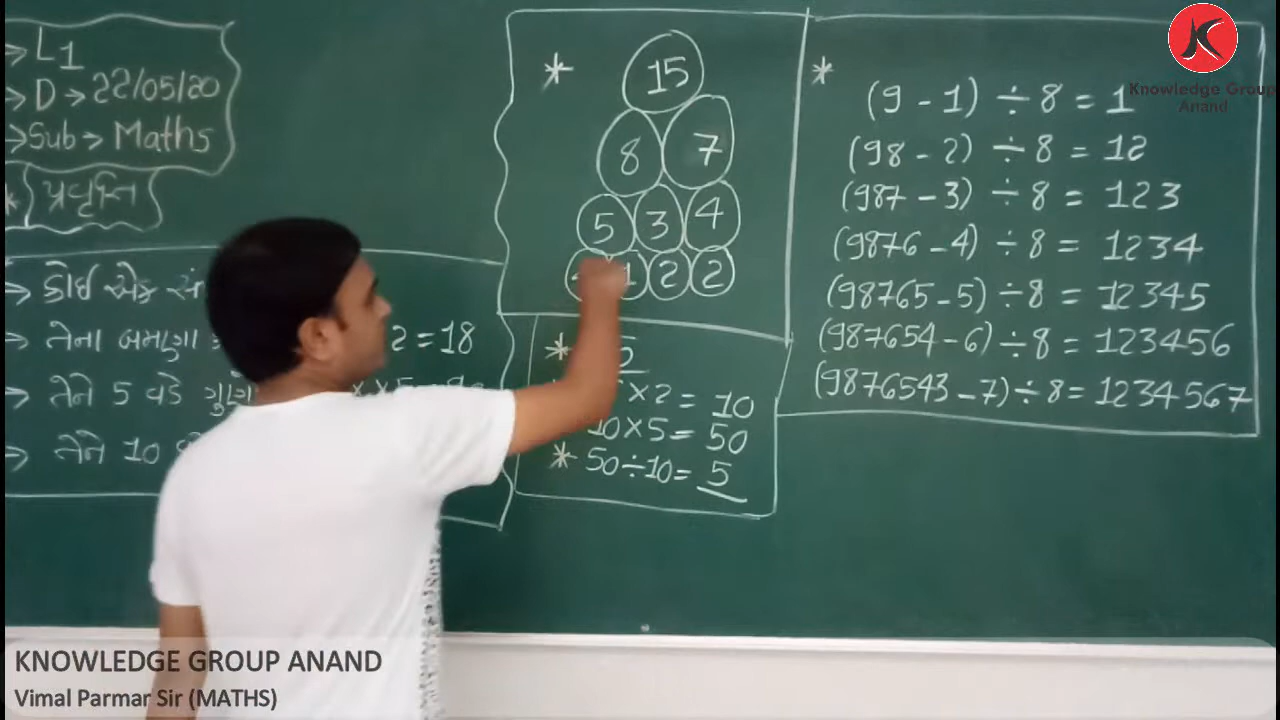 → L1
→ D → 22/05/20
→ Sub → Maths
* પ્રવૃત્તિ
→ કોઈ એક
→ તેના બમણા 2 = 18
→ તેને 5 વડે × 5 =
→ તેને 10
* 15
8 7
5 3 4
2 2
*
× 2 = 10
10 × 5 = 50
* 50 ÷ 10 = 5
*
(9 - 1) ÷ 8 = 1
(98 - 2) ÷ 8 = 12
(987 - 3) ÷ 8 = 123
(9876 - 4) ÷ 8 = 1234
(98765 - 5) ÷ 8 = 12345
(987654 - 6) ÷ 8 = 123456
(9876543 - 7) ÷ 8 = 1234567
Knowledge Group
Anand
KNOWLEDGE GROUP ANAND
Vimal Parmar Sir (MATHS)